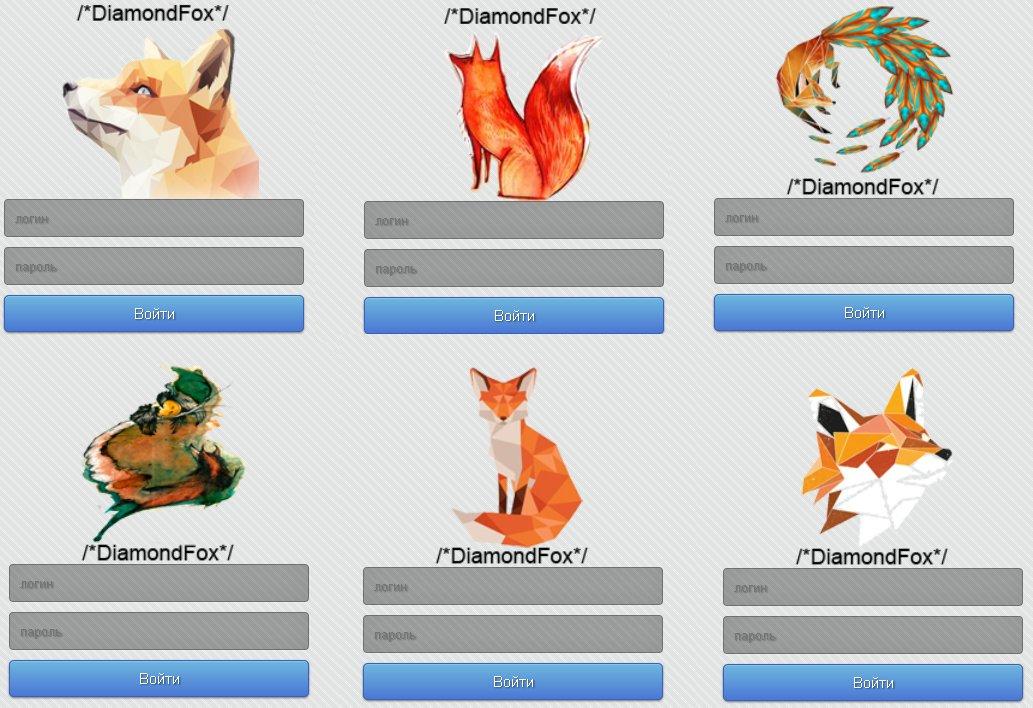 /*DiamondFox*/
логин
пароль
Войти
/*DiamondFox*/
логин
пароль
Войти
/*DiamondFox*/
логин
пароль
Войти
/*DiamondFox*/
логин
пароль
Войти
/*DiamondFox*/
логин
пароль
Войти
/*DiamondFox*/
логин
пароль
Войти